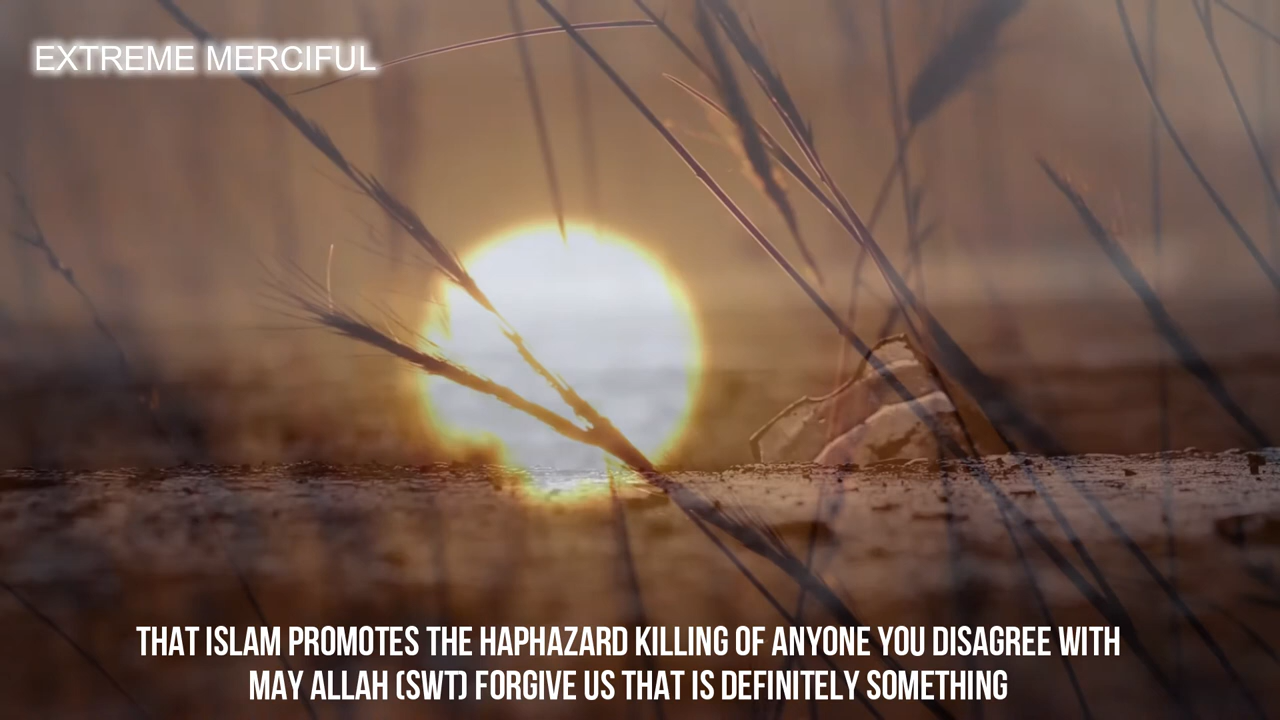 EXTREME MERCIFUL
THAT ISLAM PROMOTES THE HAPHAZARD KILLING OF ANYONE YOU DISAGREE WITH
MAY ALLAH (SWT) FORGIVE US THAT IS DEFINITELY SOMETHING